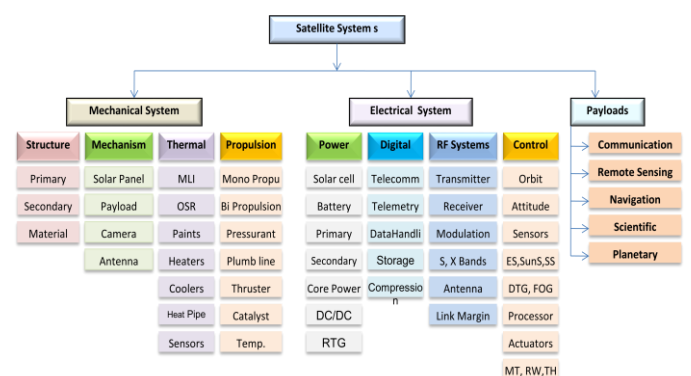 Satellite System s
Mechanical System
Electrical System
Payloads
Structure
Mechanism
Thermal
Propulsion
Power
Digital
RF Systems
Control
Communication
Primary
Solar Panel
MLI
Mono Propu
Solar cell
Telecomm
Transmitter
Orbit
Remote Sensing
Secondary
Payload
OSR
Bi Propulsion
Battery
Telemetry
Receiver
Attitude
Navigation
Material
Camera
Paints
Pressurant
Primary
DataHandli
Modulation
Sensors
Scientific
Antenna
Heaters
Plumb line
Secondary
Storage
S, X Bands
ES,SunS,SS
Planetary
Coolers
Thruster
Core Power
Compressio
n
Antenna
DTG, FOG
Heat Pipe
Catalyst
DC/DC
Link Margin
Processor
Sensors
Temp.
RTG
Actuators
MT, RW,TH